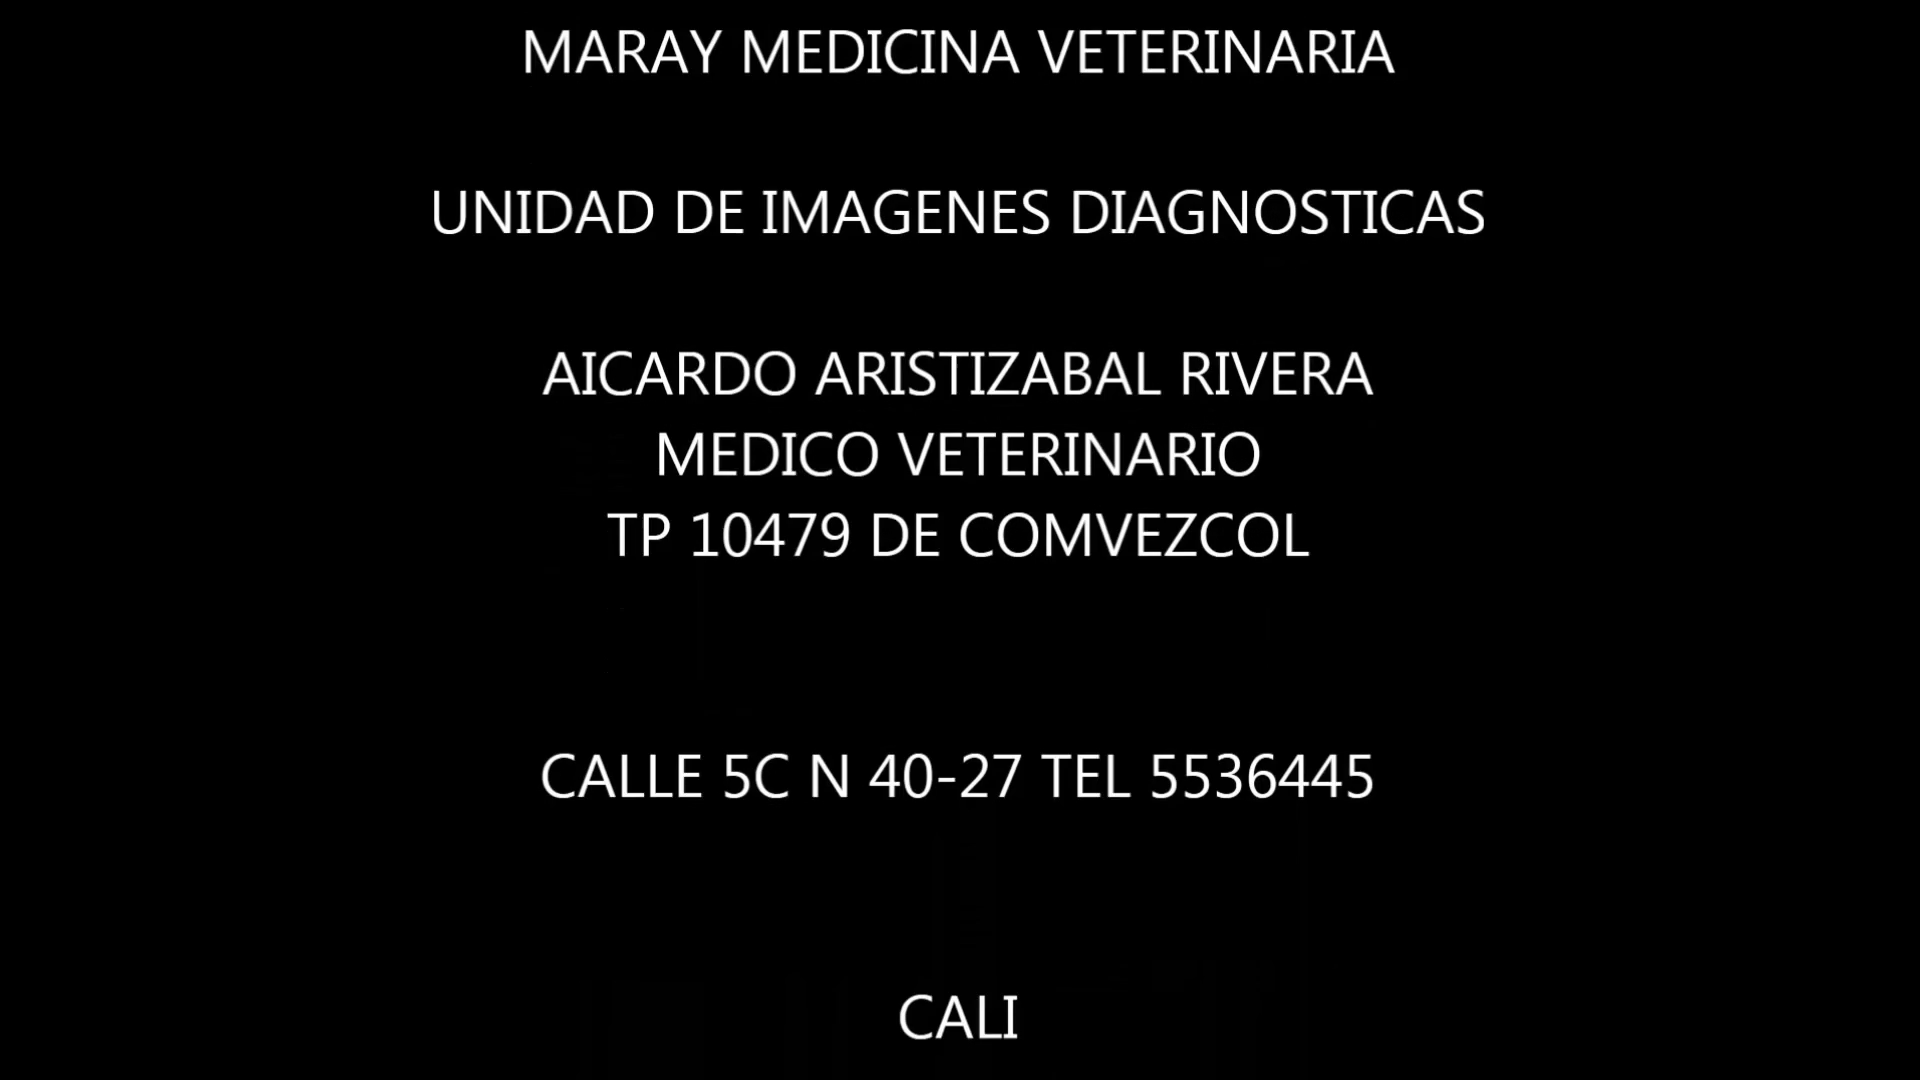 MARAY MEDICINA VETERINARIA
UNIDAD DE IMAGENES DIAGNOSTICAS
AICARDO ARISTIZABAL RIVERA
MEDICO VETERINARIO
TP 10479 DE COMVEZCOL
CALLE 5C N 40-27 TEL 5536445
CALI